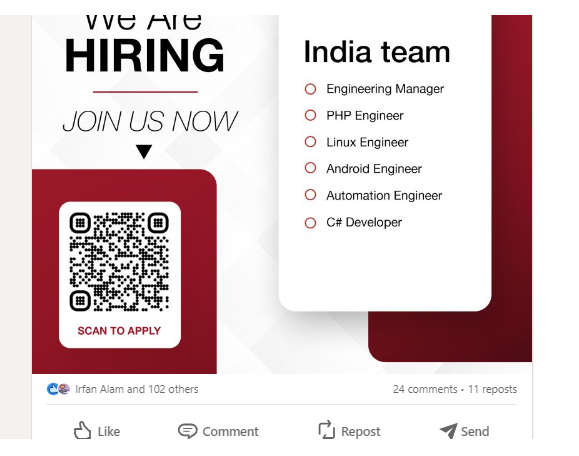 We Are
HIRING
JOIN US NOW
SCAN TO APPLY
India team
Engineering Manager
PHP Engineer
Linux Engineer
Android Engineer
Automation Engineer
C# Developer
Irfan Alam and 102 others
24 comments • 11 reposts
Like
Comment
Repost
Send